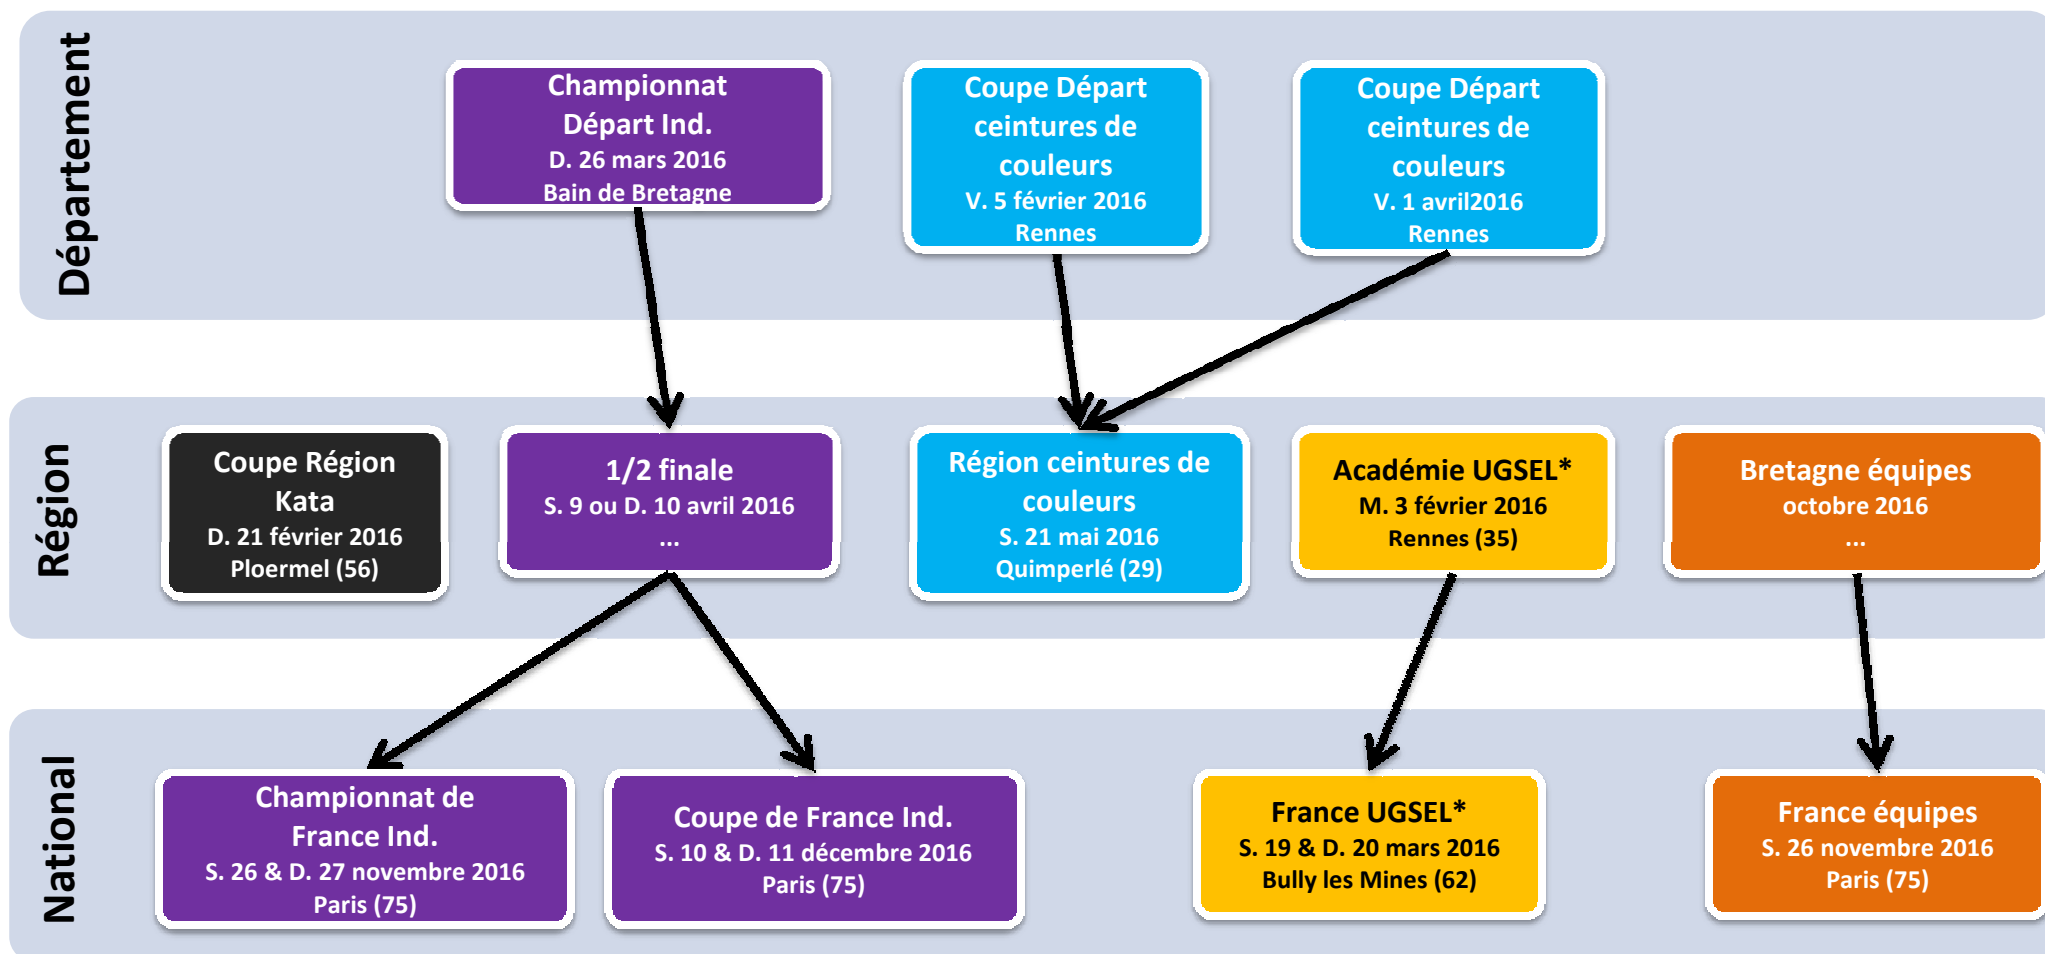 Département
Championnat
Départ Ind.
D. 26 mars 2016
Bain de Bretagne
Coupe Départ
ceintures de
couleurs
V. 5 février 2016
Rennes
Coupe Départ
ceintures de
couleurs
V. 1 avril2016
Rennes
Région
Coupe Région
Kata
D. 21 février 2016
Ploermel (56)
1/2 finale
S. 9 ou D. 10 avril 2016
...
Région ceintures de
couleurs
S. 21 mai 2016
Quimperlé (29)
Académie UGSEL*
M. 3 février 2016
Rennes (35)
Bretagne équipes
octobre 2016
...
National
Championnat de
France Ind.
S. 26 & D. 27 novembre 2016
Paris (75)
Coupe de France Ind.
S. 10 & D. 11 décembre 2016
Paris (75)
France UGSEL*
S. 19 & D. 20 mars 2016
Bully les Mines (62)
France équipes
S. 26 novembre 2016
Paris (75)